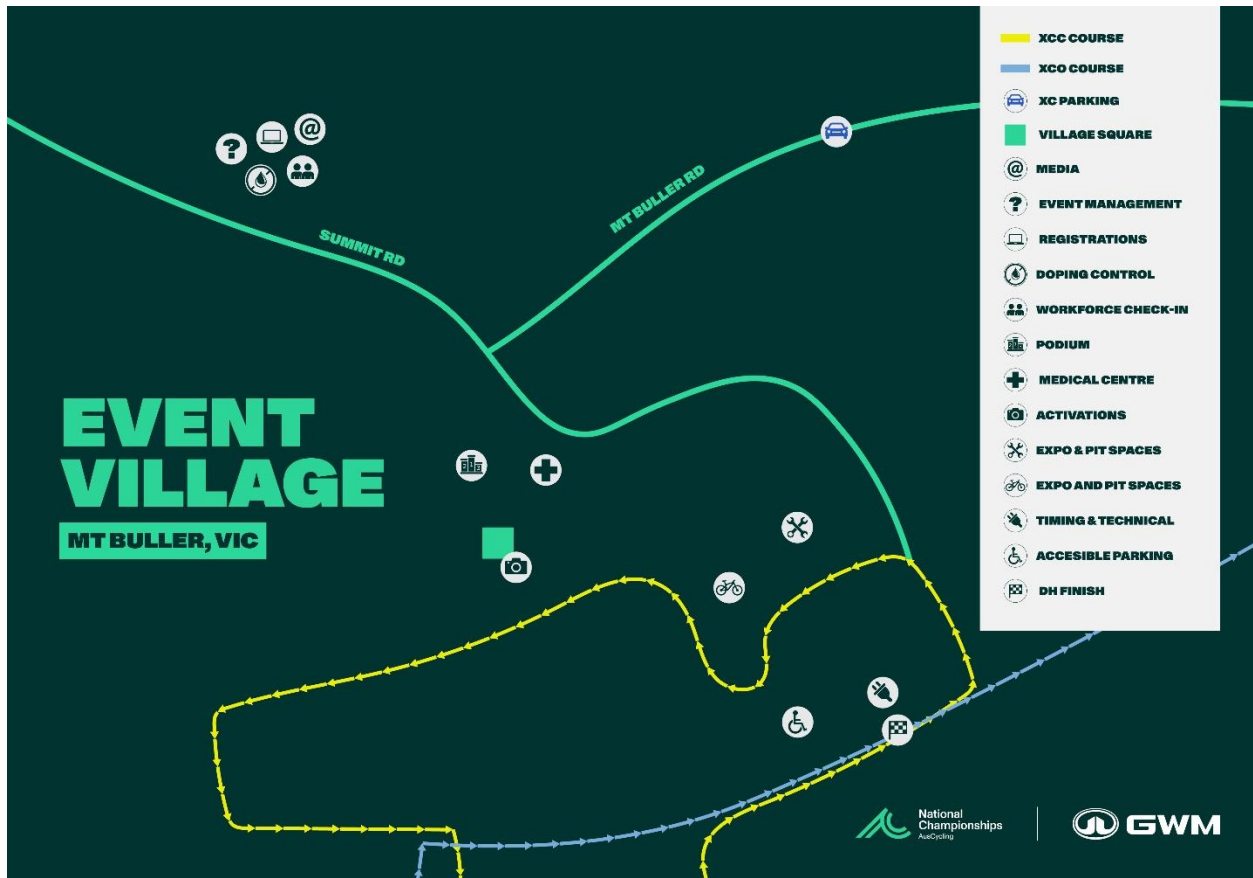 XCC COURSE
XCO COURSE
XC PARKING
VILLAGE SQUARE
@ MEDIA
? EVENT MANAGEMENT
REGISTRATIONS
DOPING CONTROL
WORKFORCE CHECK-IN
PODIUM
MEDICAL CENTRE
ACTIVATIONS
EXPO & PIT SPACES
EXPO AND PIT SPACES
TIMING & TECHNICAL
ACCESIBLE PARKING
DH FINISH
@
?
MT BULLER RD
SUMMIT RD
EVENT
VILLAGE
MT BULLER, VIC
National
Championships
AusCycling
GWM